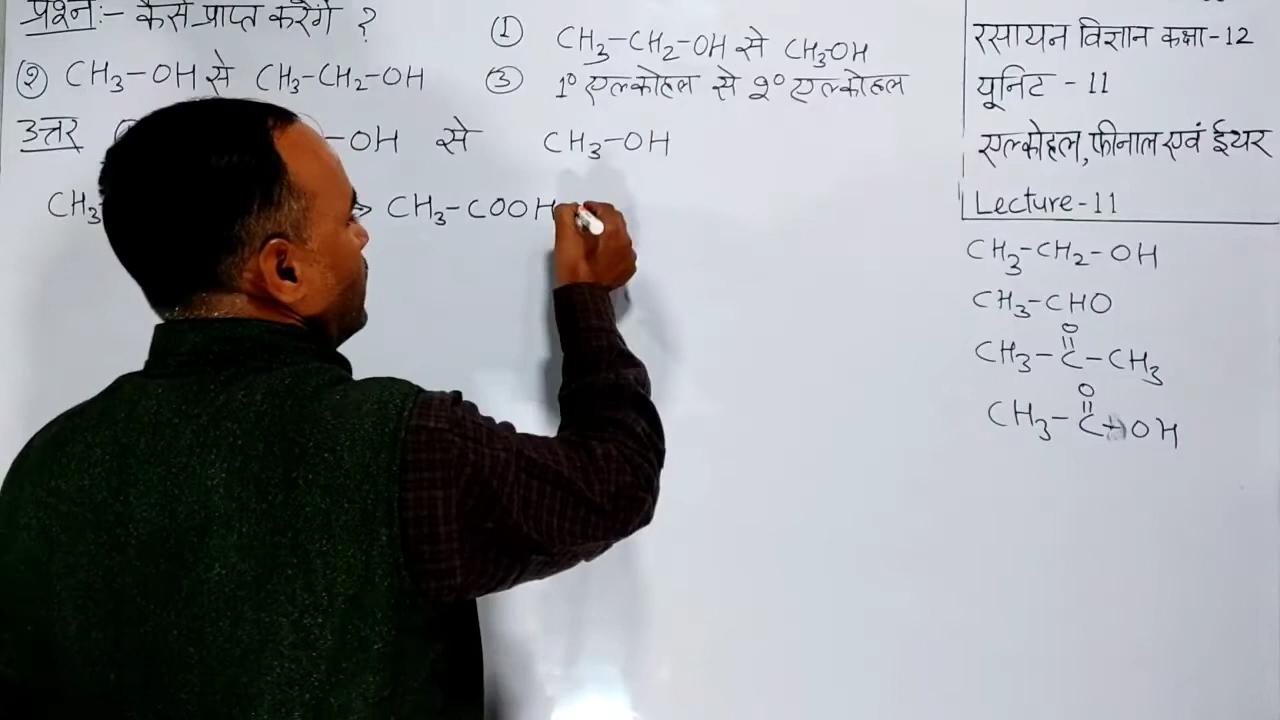 प्रश्न:- कैसे प्राप्त करेंगे ?
① CH3-CH2-OH से CH3OH
② CH3-OH से CH3-CH2-OH
③ 1° एल्कोहल से 2° एल्कोहल
उत्तर -OH से CH3-OH
CH3 → CH3-COOH
रसायन विज्ञान कक्षा-12
यूनिट - 11
एल्कोहल, फीनाल एवं ईथर
Lecture-11
CH3-CH2-OH
CH3-CHO
O
CH3-C-CH3
O
CH3-C-OH